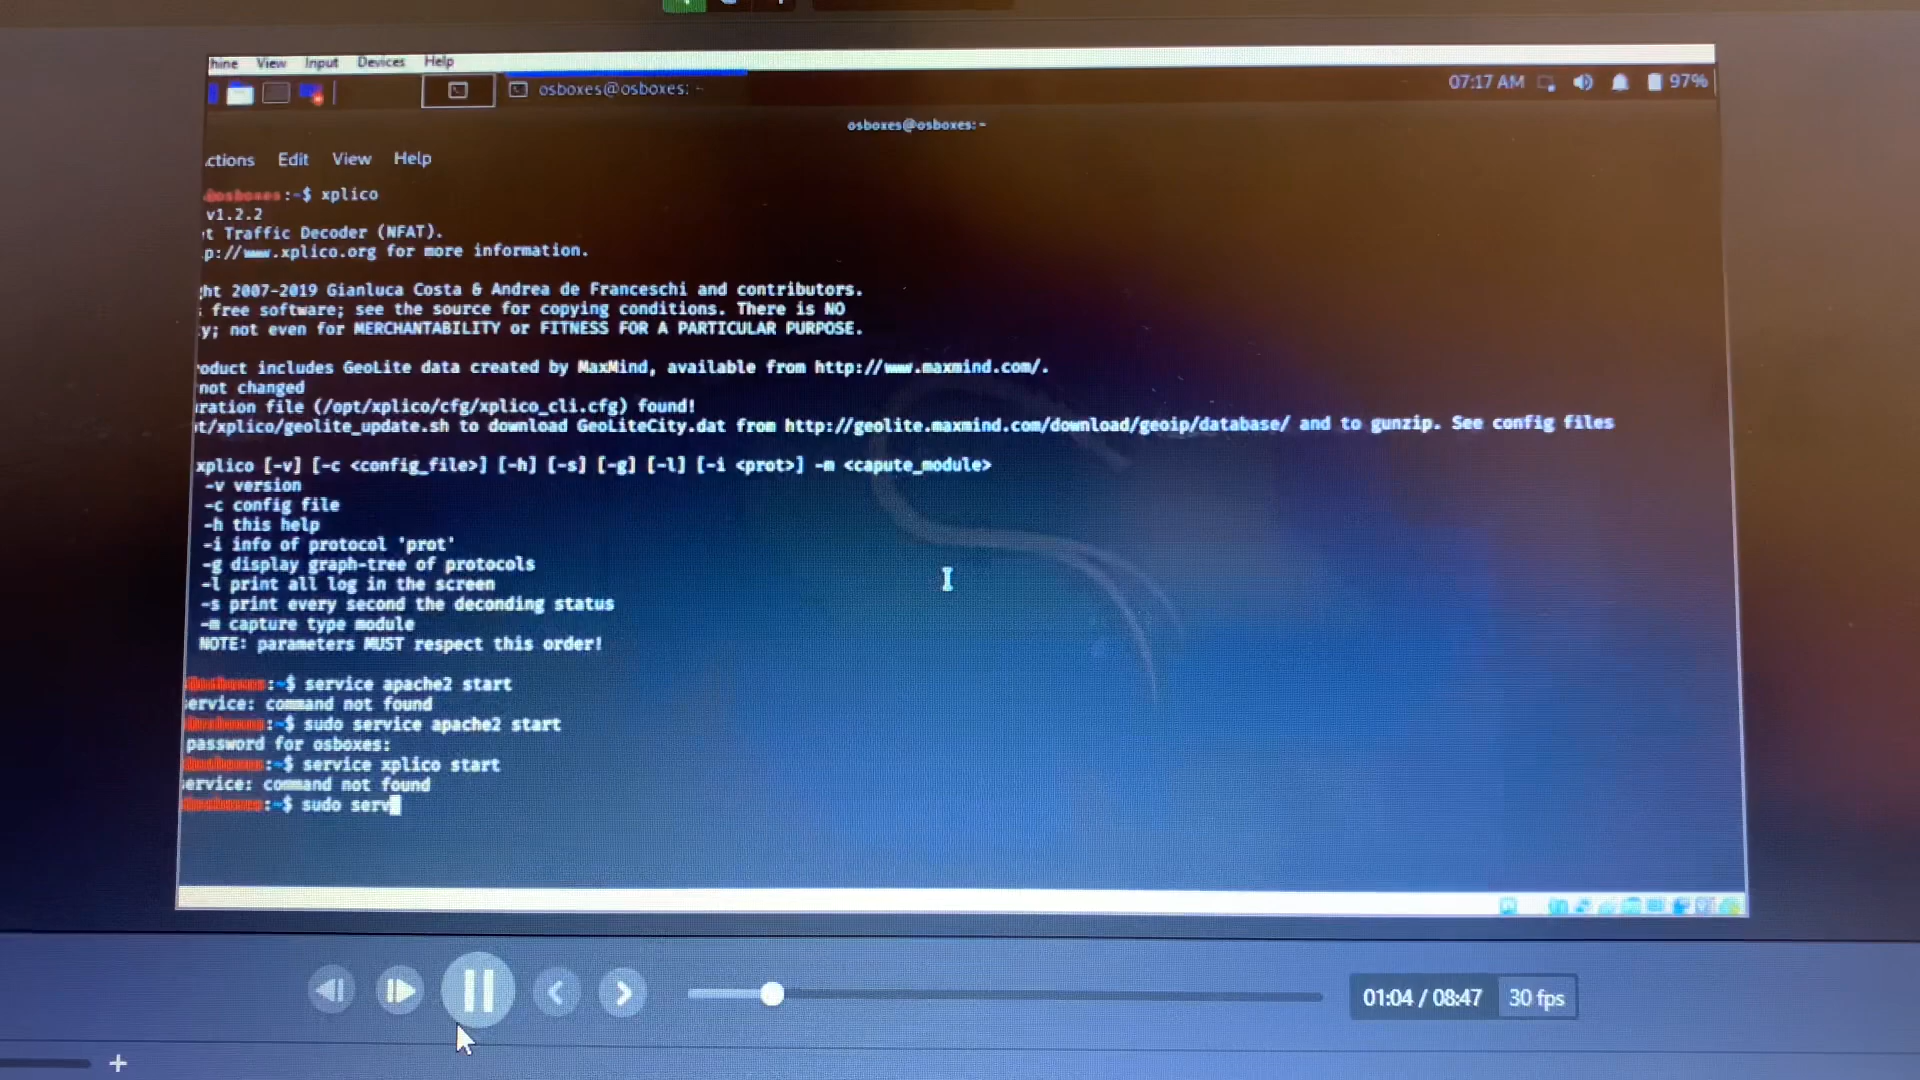 hine View Input Devices Help
osboxes@osboxes: ~
07:17 AM 97%
osboxes@osboxes:~
ctions Edit View Help
@osboxes:~$ xplico
v1.2.2
t Traffic Decoder (NFAT).
p://www.xplico.org for more information.
ht 2007-2019 Gianluca Costa & Andrea de Franceschi and contributors.
free software; see the source for copying conditions. There is NO
y; not even for MERCHANTABILITY or FITNESS FOR A PARTICULAR PURPOSE.
oduct includes GeoLite data created by MaxMind, available from http://www.maxmind.com/.
not changed
ration file (/opt/xplico/cfg/xplico_cli.cfg) found!
t/xplico/geolite_update.sh to download GeoLiteCity.dat from http://geolite.maxmind.com/download/geoip/database/ and to gunzip. See config files
xplico [-v] [-c <config_file>] [-h] [-s] [-g] [-l] [-i <prot>] -m <capute_module>
-v version
-c config file
-h this help
-i info of protocol 'prot'
-g display graph-tree of protocols
-l print all log in the screen
-s print every second the deconding status
-m capture type module
NOTE: parameters MUST respect this order!
@osboxes:~$ service apache2 start
ervice: command not found
@osboxes:~$ sudo service apache2 start
password for osboxes:
@osboxes:~$ service xplico start
ervice: command not found
@osboxes:~$ sudo serv
01:04 / 08:47 30 fps